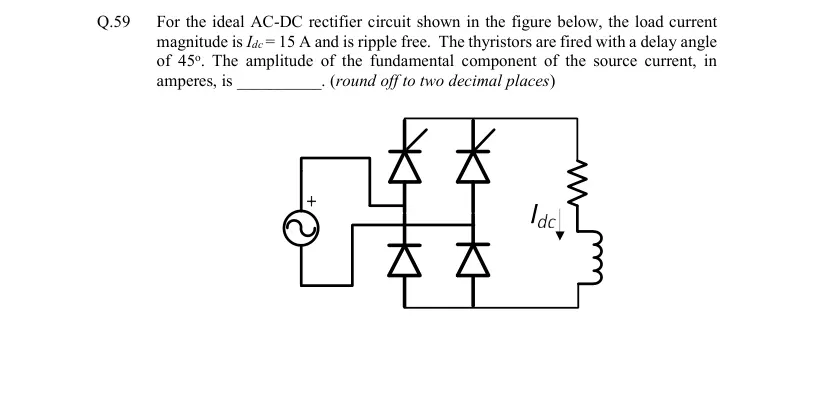 Q.59 For the ideal AC-DC rectifier circuit shown in the figure below, the load current
magnitude is Idc= 15 A and is ripple free. The thyristors are fired with a delay angle
of 45º. The amplitude of the fundamental component of the source current, in
amperes, is __________. (round off to two decimal places)
+
Idc